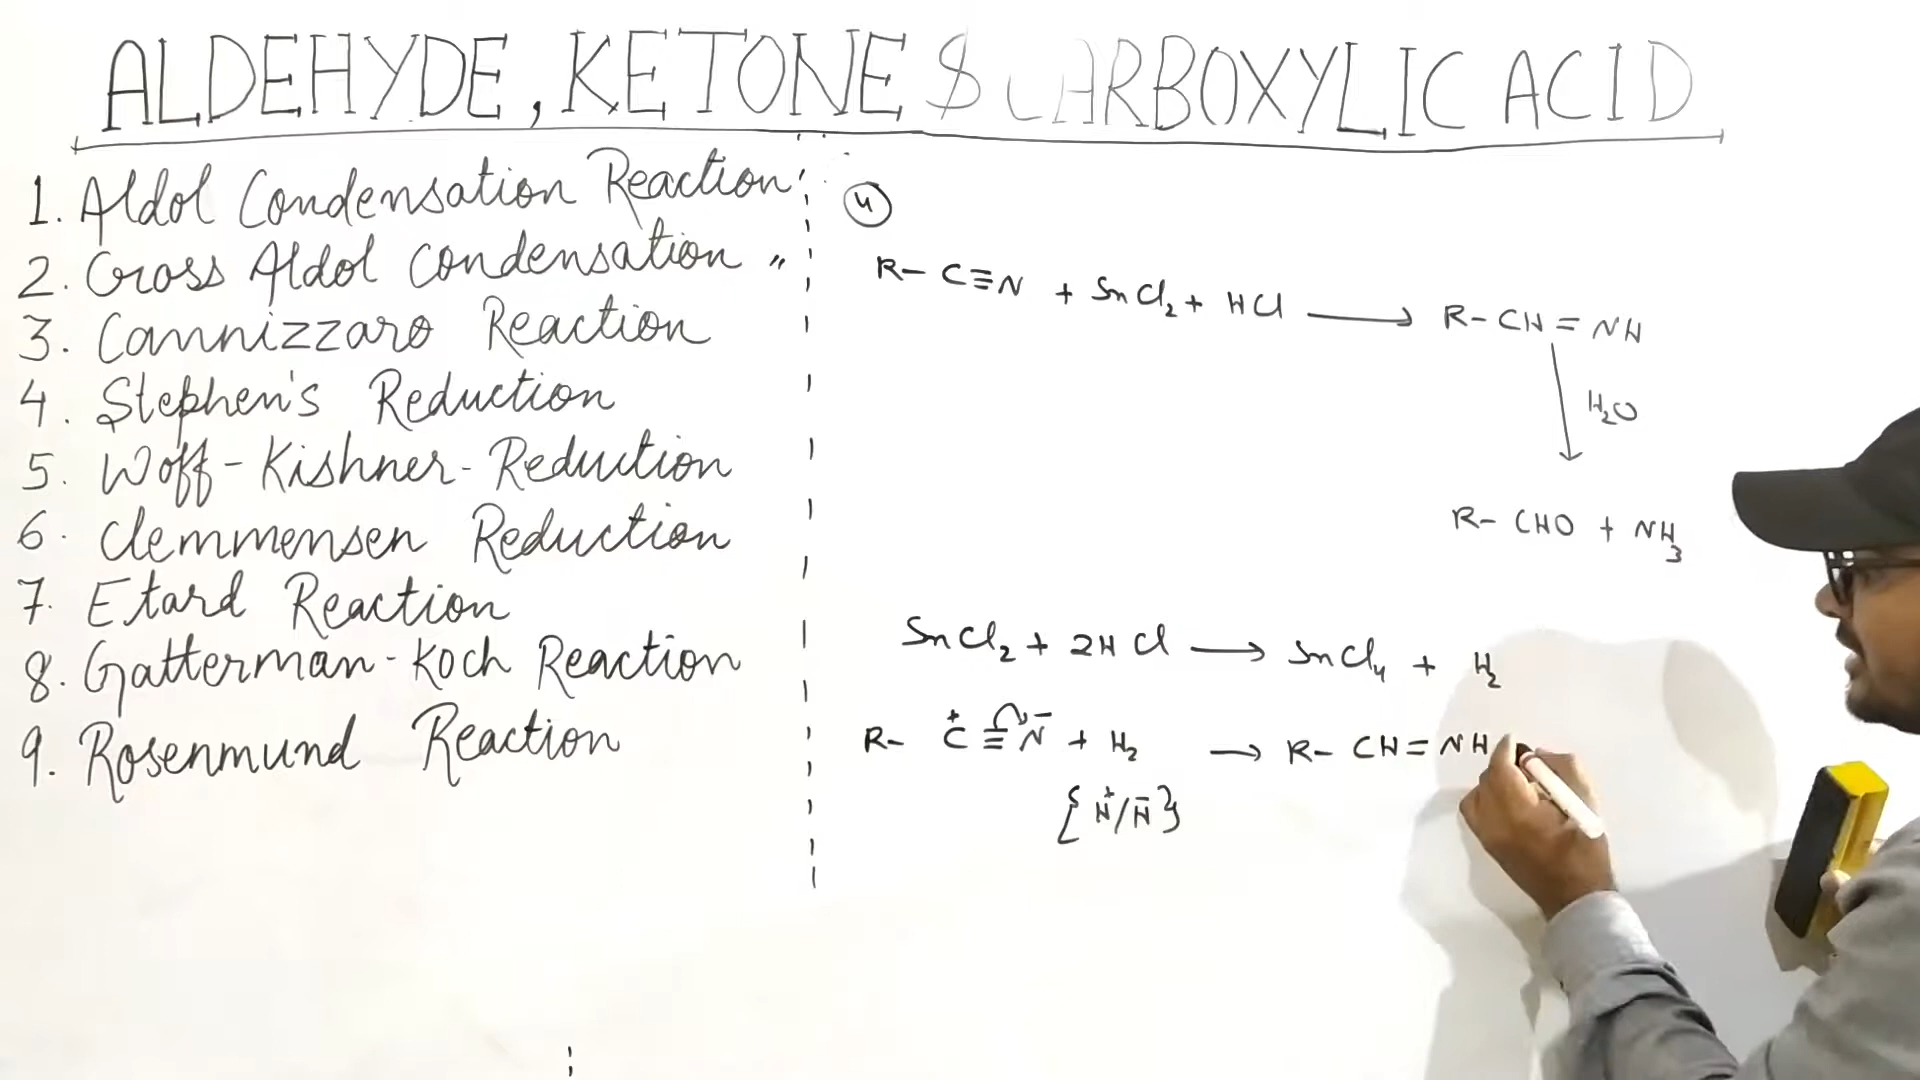 ALDEHYDE, KETONE $ CARBOXYLIC ACID
1. Aldol Condensation Reaction
2. Cross Aldol Condensation "
3. Cannizzaro Reaction
4. Stephen's Reduction
5. Woff-Kishner-Reduction
6. Clemmensen Reduction
7. Etard Reaction
8. Gatterman-Koch Reaction
9. Rosenmund Reaction
4
R-C≡N + SnCl₂ + HCl ⟶ R-CH=NH
H₂O
R-CHO + NH₃
SnCl₂ + 2HCl ⟶ SnCl₄ + H₂
R-C⁺≡N⁻ + H₂ ⟶ R-CH=NH
{H⁺/H⁻}